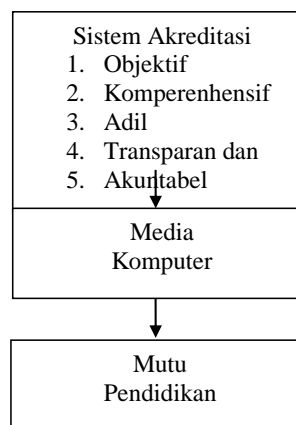 Sistem Akreditasi
1. Objektif
2. Komperenhensif
3. Adil
4. Transparan dan
5. Akuntabel
Media
Komputer
Mutu
Pendidikan